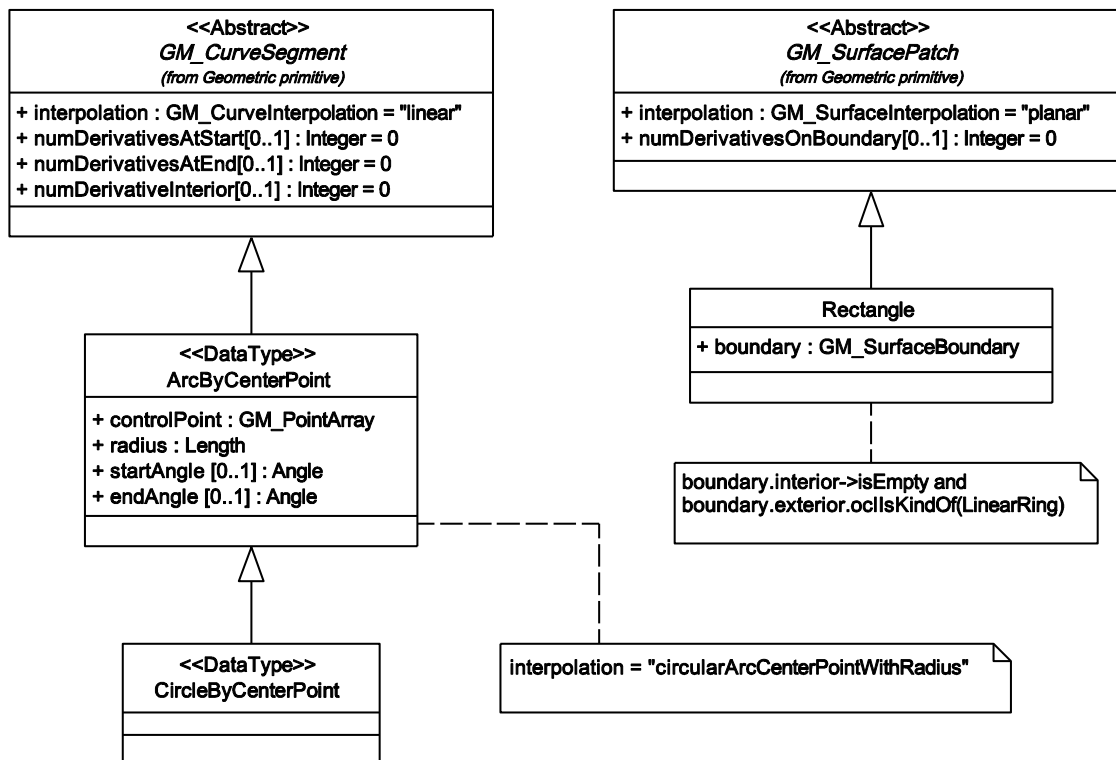 <<Abstract>>
GM_CurveSegment
(from Geometric primitive)
+ interpolation : GM_CurveInterpolation = "linear"
+ numDerivativesAtStart[0..1] : Integer = 0
+ numDerivativesAtEnd[0..1] : Integer = 0
+ numDerivativeInterior[0..1] : Integer = 0
<<Abstract>>
GM_SurfacePatch
(from Geometric primitive)
+ interpolation : GM_SurfaceInterpolation = "planar"
+ numDerivativesOnBoundary[0..1] : Integer = 0
Rectangle
+ boundary : GM_SurfaceBoundary
<<DataType>>
ArcByCenterPoint
+ controlPoint : GM_PointArray
+ radius : Length
+ startAngle [0..1] : Angle
+ endAngle [0..1] : Angle
boundary.interior->isEmpty and
boundary.exterior.oclIsKindOf(LinearRing)
<<DataType>>
CircleByCenterPoint
interpolation = "circularArcCenterPointWithRadius"